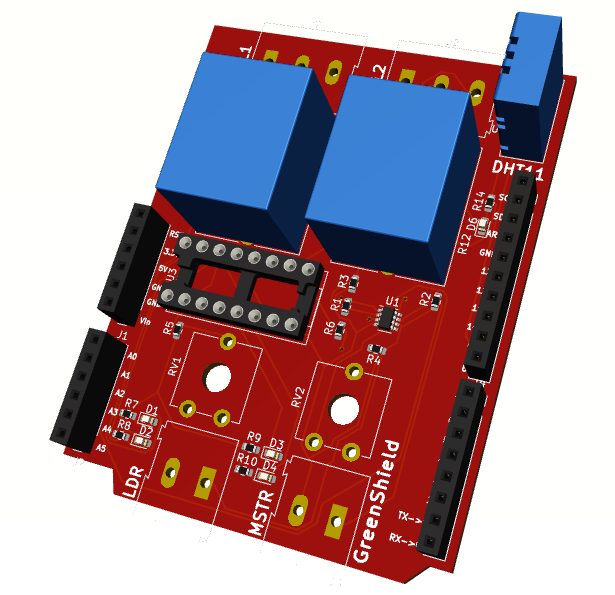 DHT11
R14
D6
R12
U3
R3
R1
U1
R2
R6
R4
R5
5V
Vin
J1
A0
A1
A2
A3
A4
A5
RV1
RV2
R7
D1
R8
D2
R9
D3
R10
D4
LDR
MSTR
GreenShield
TX->
RX->